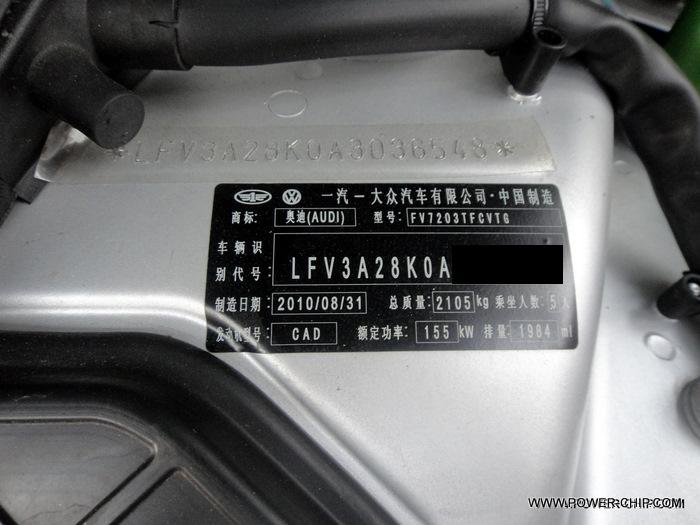 *LFV3A28K0A3036548*
一汽一大众汽车有限公司·中国制造
商标: 奥迪(AUDI) 型号: FV7203TFCVTG
车辆识
别代号: LFV3A28K0A
制造日期: 2010/08/31 总质量: 2105 kg 乘坐人数: 5 人
发动机型号: CAD 额定功率: 155 kW 排量: 1984 ml
WWW.POWER-CHIP.COM